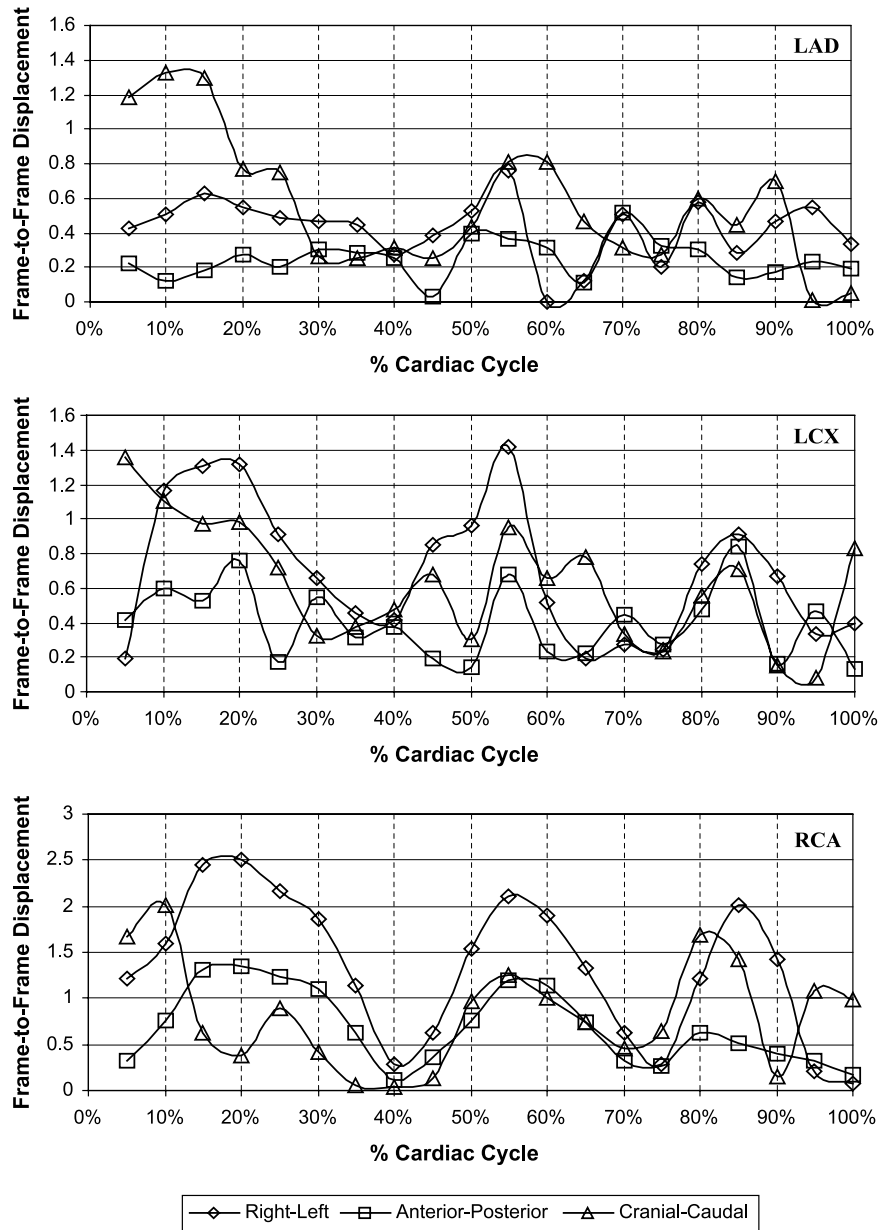 LAD
Frame-to-Frame Displacement
1.6
1.4
1.2
1
0.8
0.6
0.4
0.2
0
0% 10% 20% 30% 40% 50% 60% 70% 80% 90% 100%
% Cardiac Cycle
LCX
Frame-to-Frame Displacement
1.6
1.4
1.2
1
0.8
0.6
0.4
0.2
0
0% 10% 20% 30% 40% 50% 60% 70% 80% 90% 100%
% Cardiac Cycle
RCA
Frame-to-Frame Displacement
3
2.5
2
1.5
1
0.5
0
0% 10% 20% 30% 40% 50% 60% 70% 80% 90% 100%
% Cardiac Cycle
Right-Left Anterior-Posterior Cranial-Caudal